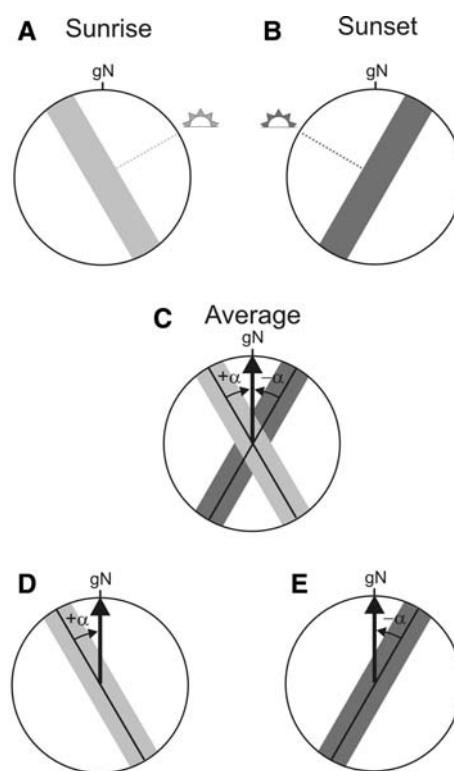 A Sunrise
B Sunset
gN
gN
C Average
gN
+α
−α
D
E
gN
gN
+α
−α